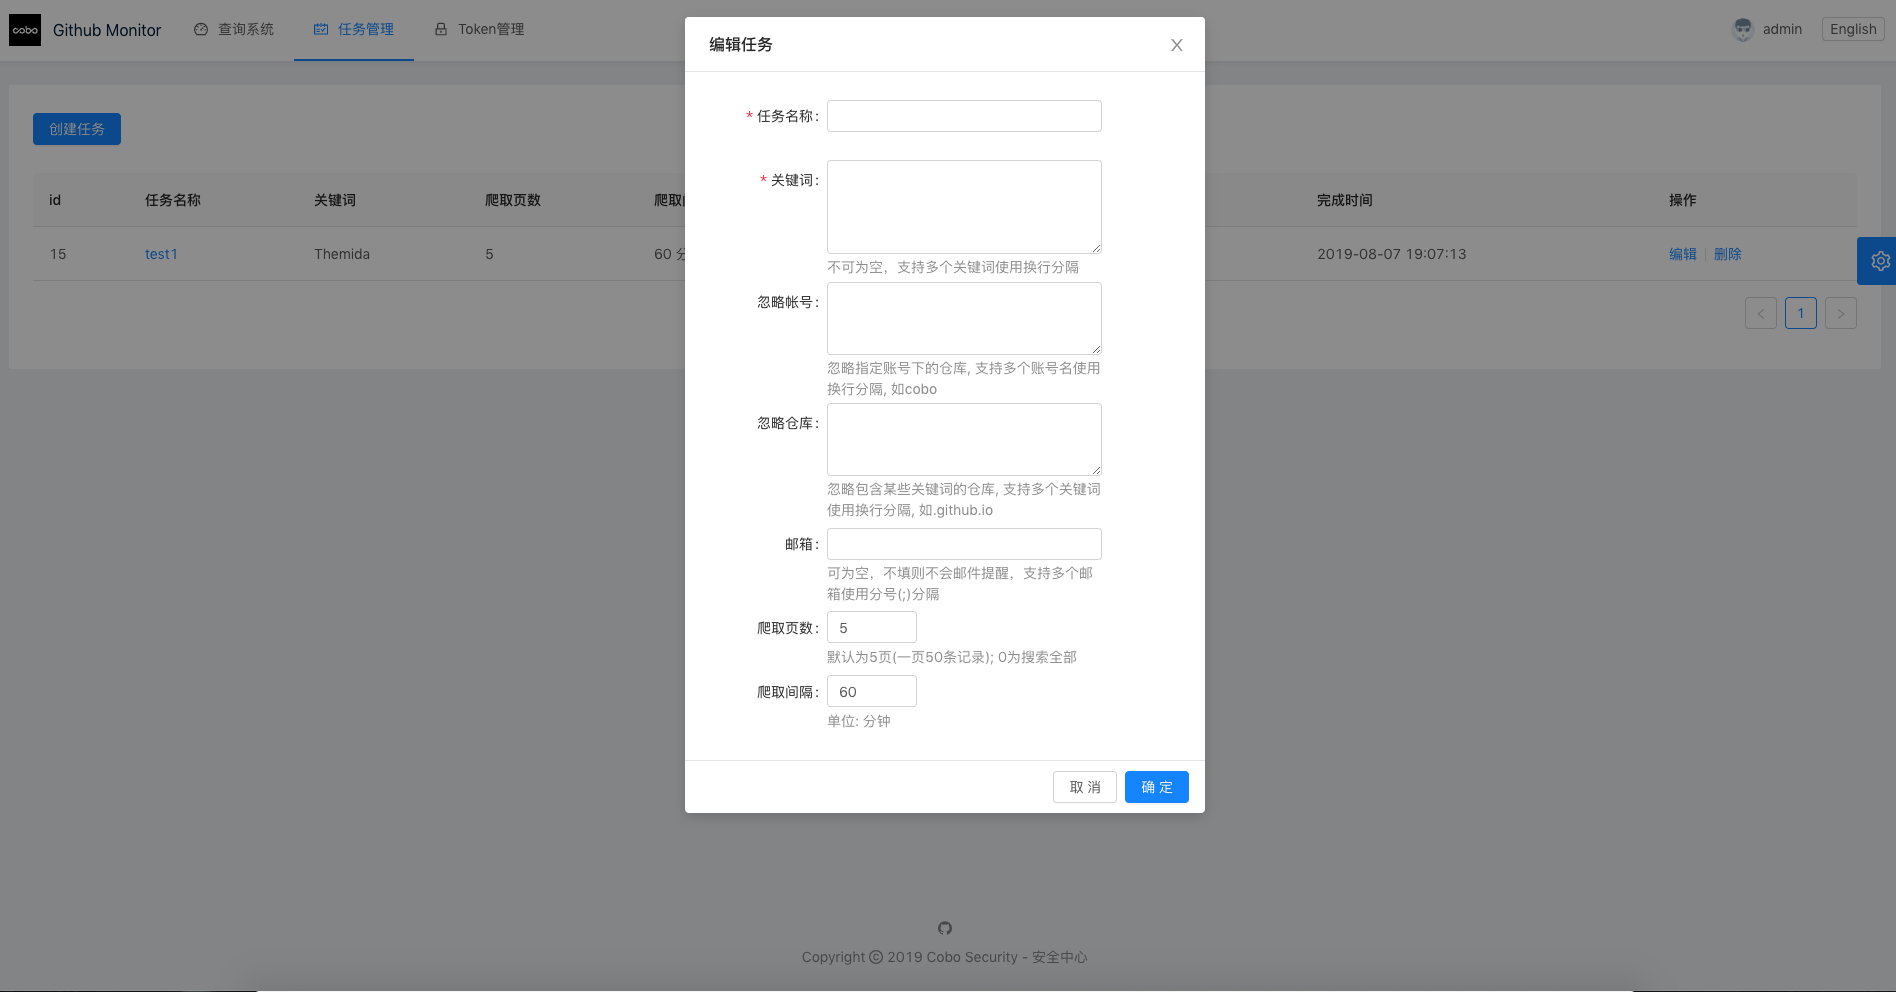 cobo Github Monitor 查询系统 任务管理 Token管理 admin English
编辑任务
创建任务
id 任务名称 关键词 爬取页数 爬取 完成时间 操作
15 test1 Themida 5 60 2019-08-07 19:07:13 编辑 删除
1
* 任务名称:
* 关键词:
不可为空，支持多个关键词使用换行分隔
忽略帐号:
忽略指定账号下的仓库, 支持多个账号名使用
换行分隔, 如cobo
忽略仓库:
忽略包含某些关键词的仓库, 支持多个关键词
使用换行分隔, 如.github.io
邮箱:
可为空，不填则不会邮件提醒，支持多个邮
箱使用分号(;)分隔
爬取页数: 5
默认为5页(一页50条记录); 0为搜索全部
爬取间隔: 60
单位: 分钟
取 消 确 定
Copyright © 2019 Cobo Security - 安全中心